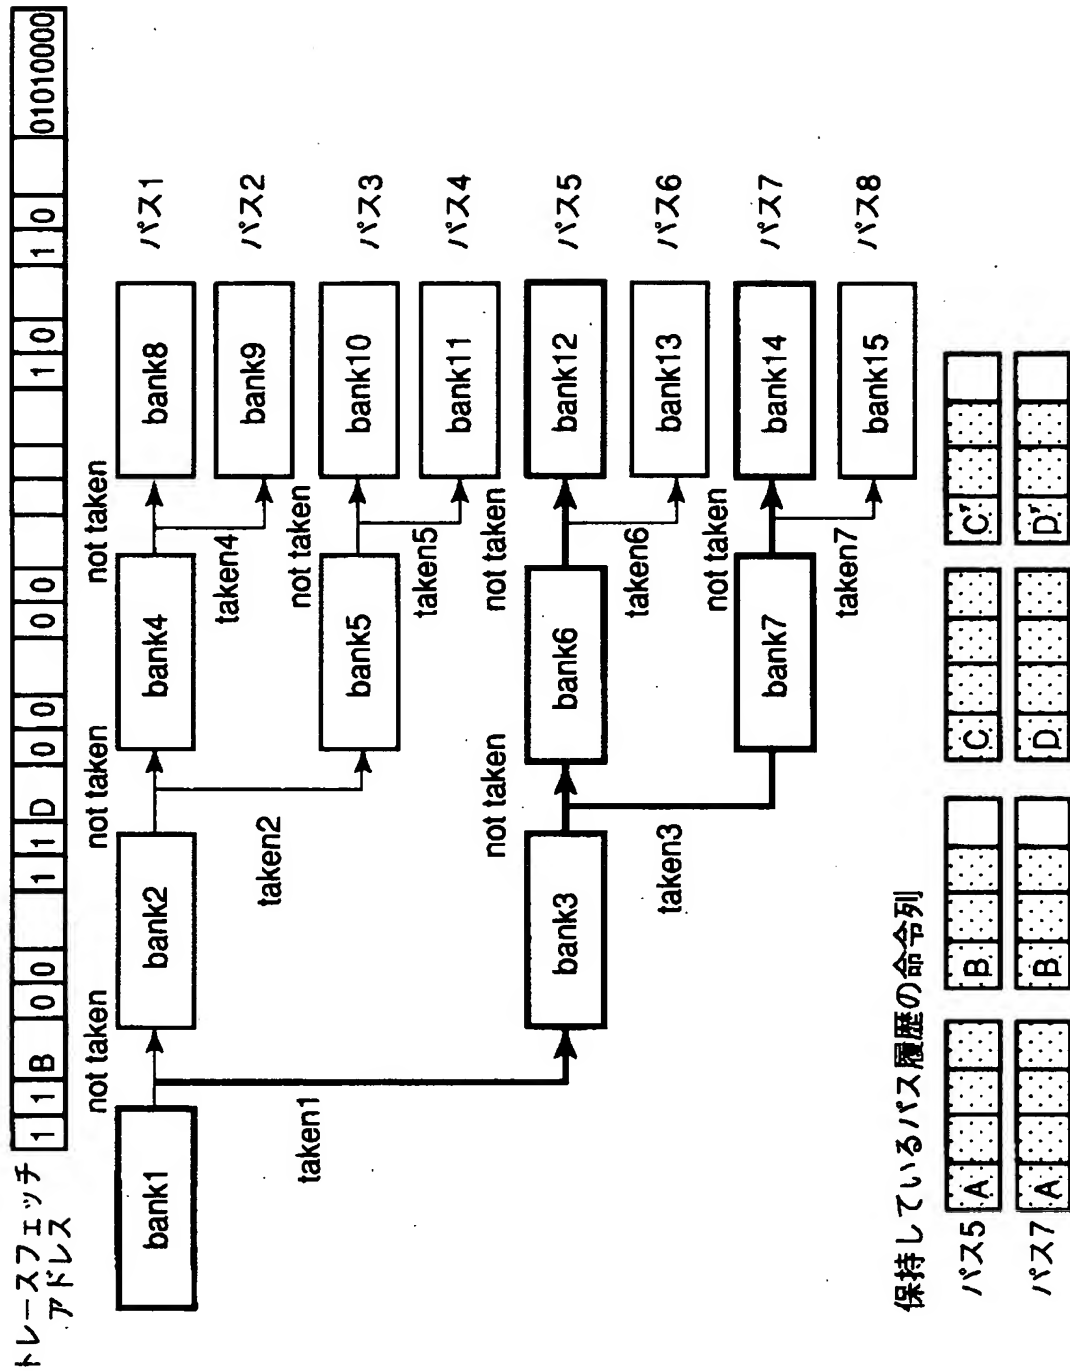 トレースフェッチアドレス
1 1 B 0 0 1 1 D 0 0 0 0 1 0 1 0 01010000
bank1
not taken
taken1
bank2
bank3
not taken
taken2
not taken
taken3
bank4
bank5
bank6
bank7
not taken
taken4
not taken
taken5
not taken
taken6
not taken
taken7
bank8 パス1
bank9 パス2
bank10 パス3
bank11 パス4
bank12 パス5
bank13 パス6
bank14 パス7
bank15 パス8
保持しているパス履歴の命令列
パス5 A B C C'
パス7 A B D D'